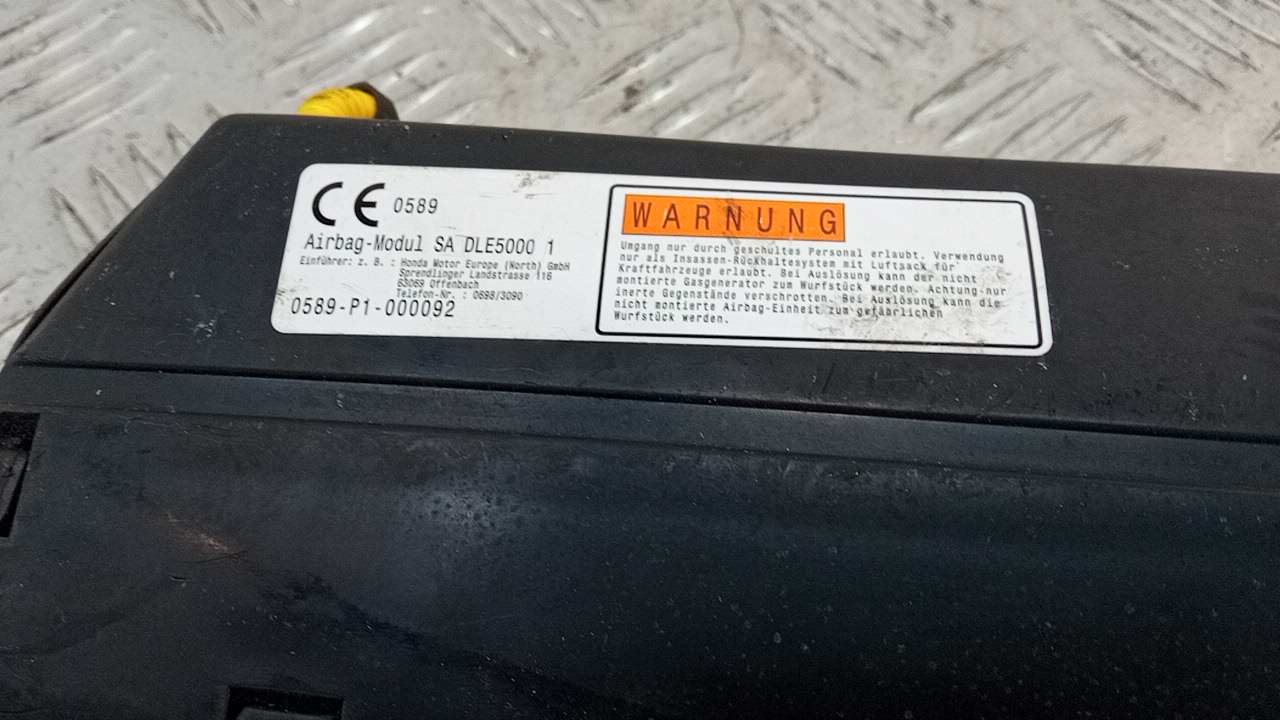 CE 0589
Airbag-Modul SA DLE5000 1
Einführer: z. B. : Honda Motor Europe (North) GmbH
Sprendlinger Landstrasse 116
63069 Offenbach
Telefon-Nr. : 0698/3090
0589-P1-000092
WARNUNG
Umgang nur durch geschultes Personal erlaubt. Verwendung
nur als Insassen-Rückhaltesystem mit Luftsack für
Kraftfahrzeuge erlaubt. Bei Auslösung kann der nicht
montierte Gasgenerator zum Wurfstück werden. Achtung-nur
inerte Gegenstände verschrotten. Bei Auslösung kann die
nicht montierte Airbag-Einheit zum gefährlichen
Wurfstück werden.